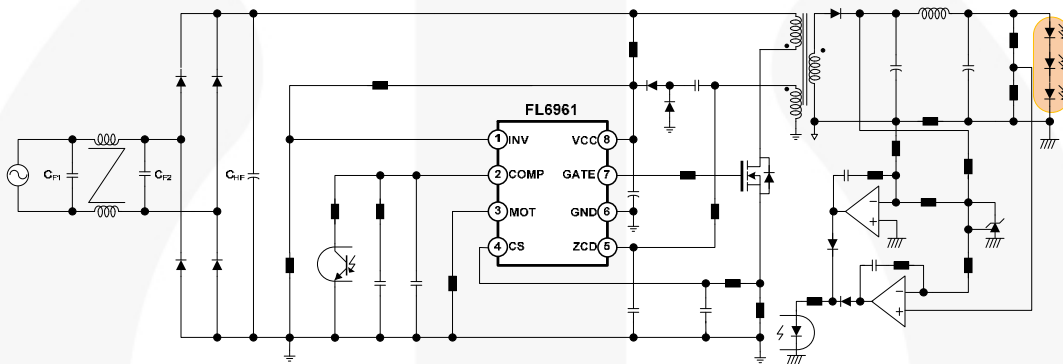 FL6961
1 INV
2 COMP
3 MOT
4 CS
VCC 8
GATE 7
GND 6
ZCD 5
CF1
CF2
CHF
− +
− +